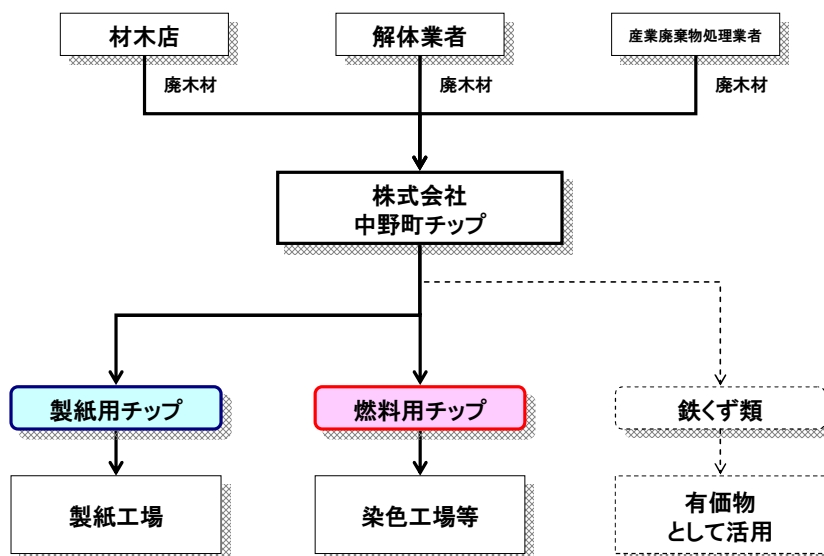 材木店
解体業者
産業廃棄物処理業者
廃木材
廃木材
廃木材
株式会社
中野町チップ
製紙用チップ
燃料用チップ
鉄くず類
製紙工場
染色工場等
有価物
として活用